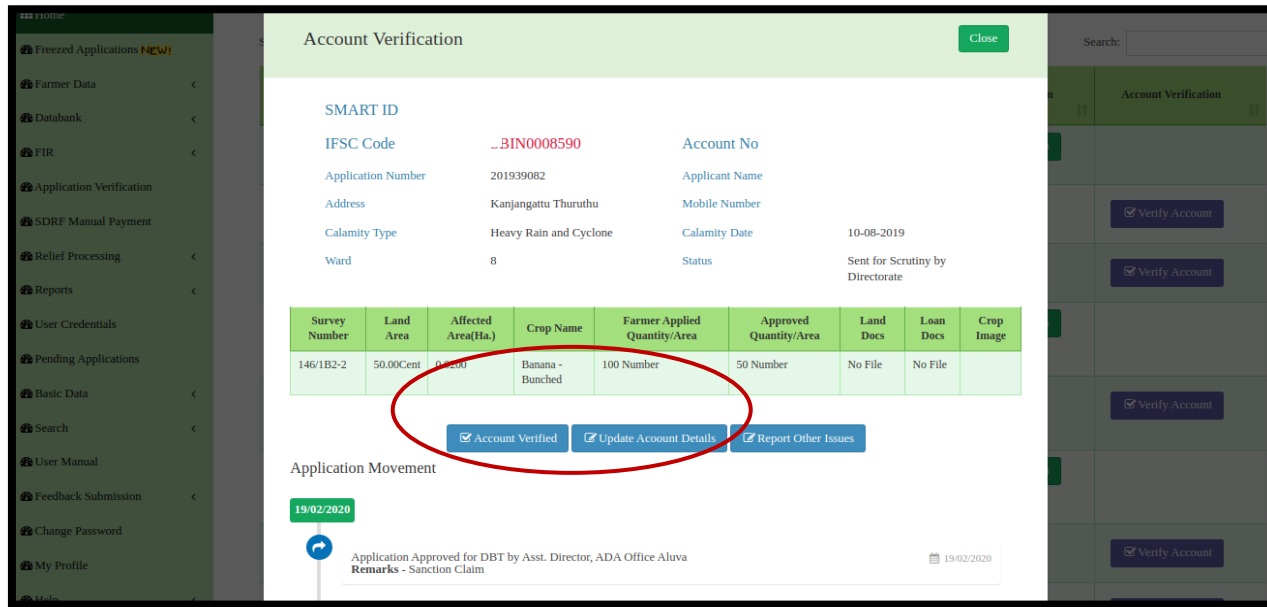 Home
Freezed Applications NEW!
Farmer Data
Databank
FIR
Application Verification
SDRF Manual Payment
Relief Processing
Reports
User Credentials
Pending Applications
Basic Data
Search
User Manual
Feedback Submission
Change Password
My Profile
Help
Account Verification
Close
SMART ID
IFSC Code BIN0008590 Account No
Application Number 201939082 Applicant Name
Address Kanjangattu Thuruthu Mobile Number
Calamity Type Heavy Rain and Cyclone Calamity Date 10-08-2019
Ward 8 Status Sent for Scrutiny by
Directorate
Survey Number Land Area Affected Area(Ha.) Crop Name Farmer Applied Quantity/Area Approved Quantity/Area Land Docs Loan Docs Crop Image
146/1B2-2 50.00Cent 0.0200 Banana - Bunched 100 Number 50 Number No File No File
Account Verified Update Acoount Details Report Other Issues
Application Movement
19/02/2020
Application Approved for DBT by Asst. Director, ADA Office Aluva 19/02/2020
Remarks - Sanction Claim
Search:
Account Verification
Verify Account
Verify Account
Verify Account
Verify Account